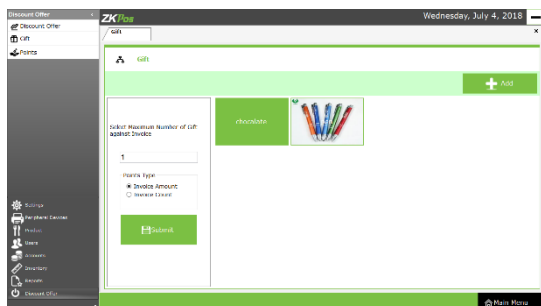 Discount Offer
Discount Offer
Gift
Points
ZKPos
Wednesday, July 4, 2018
Gift
Gift
Add
Select Maximum Number of Gift
against Invoice
1
Points Type
Invoice Amount
Invoice Count
Submit
chocolate
Settings
Peripheral Devices
Product
Users
Accounts
Inventory
Reports
Discount Offer
Main Menu